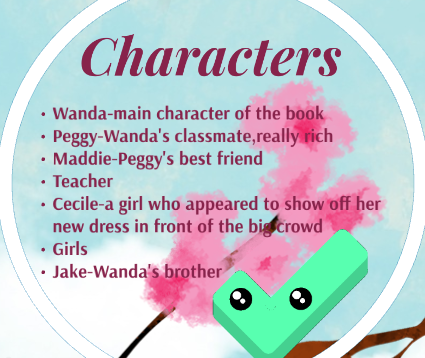 Characters
• Wanda-main character of the book
• Peggy-Wanda's classmate,really rich
• Maddie-Peggy's best friend
• Teacher
• Cecile-a girl who appeared to show off her
new dress in front of the big crowd
• Girls
• Jake-Wanda's brother